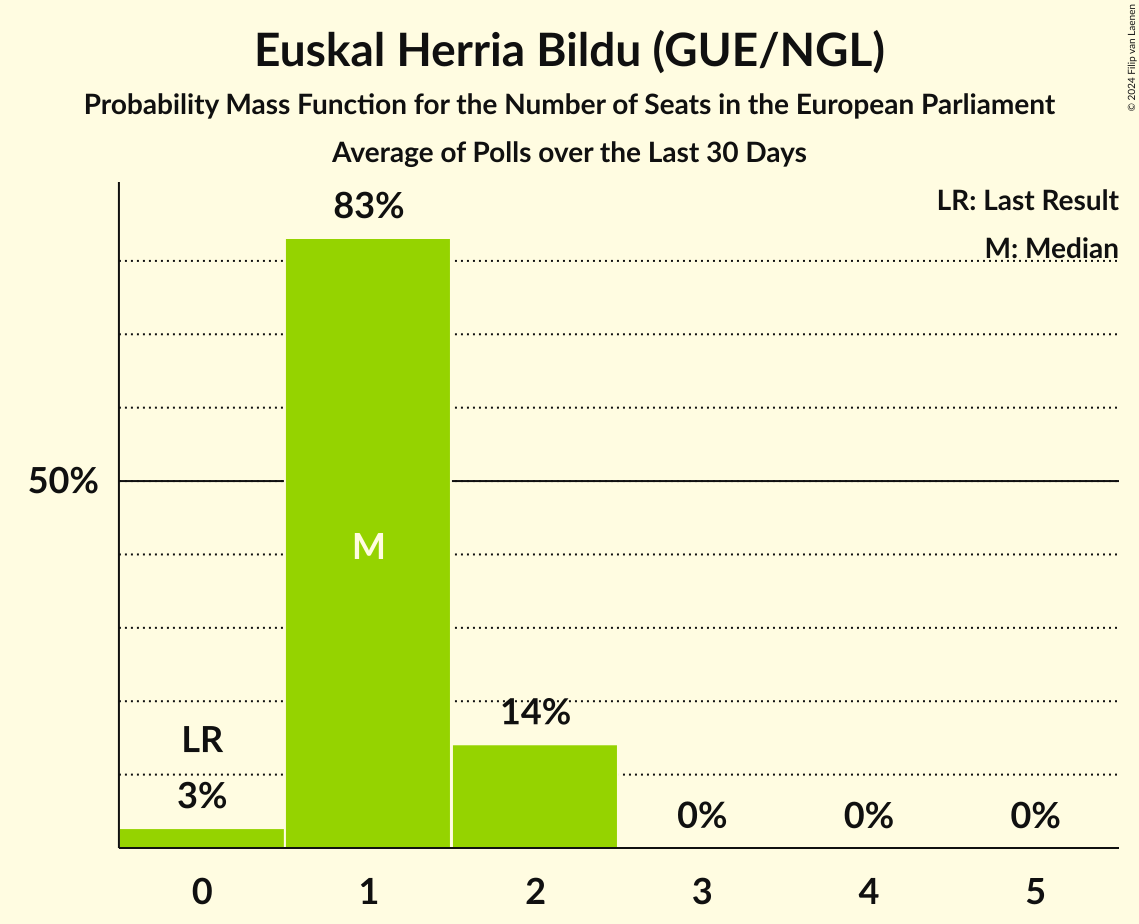 Euskal Herria Bildu (GUE/NGL)
Probability Mass Function for the Number of Seats in the European Parliament
Average of Polls over the Last 30 Days
© 2024 Filip van Laenen
LR: Last Result
M: Median
83%
50%
M
LR
3%
14%
0%
0%
0%
0
1
2
3
4
5